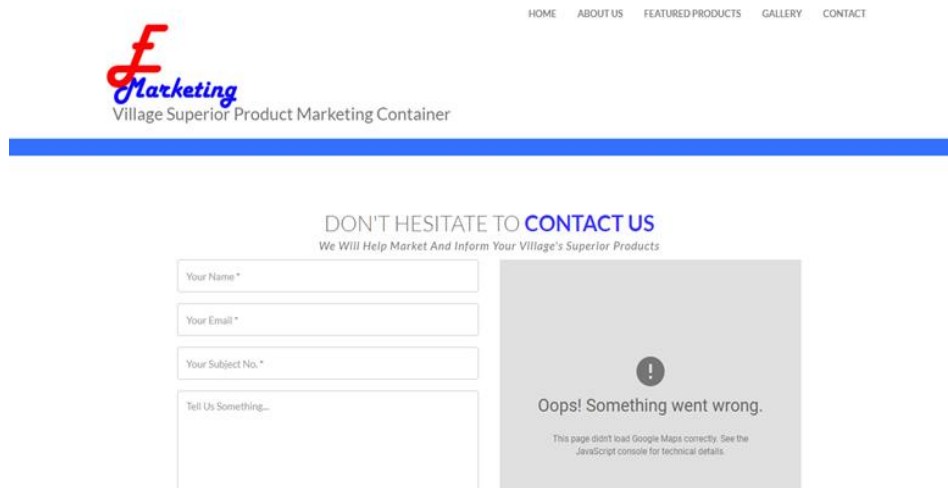 HOME ABOUT US FEATURED PRODUCTS GALLERY CONTACT
E
Marketing
Village Superior Product Marketing Container
DON'T HESITATE TO CONTACT US
We Will Help Market And Inform Your Village's Superior Products
Your Name *
Your Email *
Your Subject No. *
Tell Us Something...
!
Oops! Something went wrong.
This page didn't load Google Maps correctly. See the
JavaScript console for technical details.